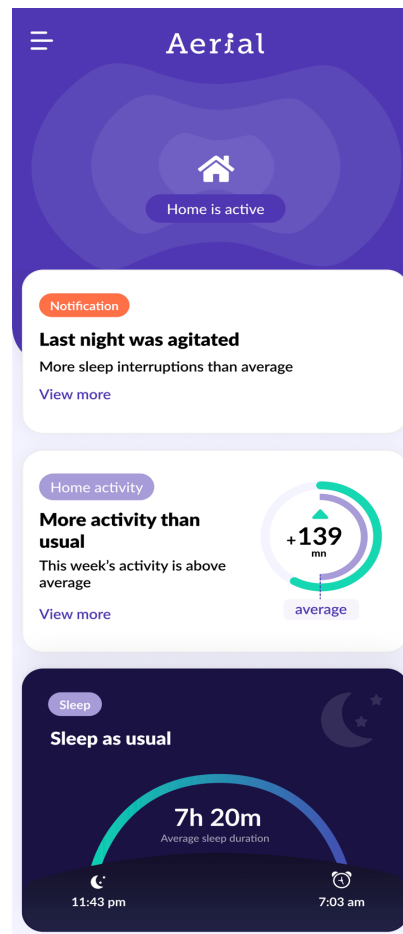 Aerial
Home is active
Notification
Last night was agitated
More sleep interruptions than average
View more
Home activity
More activity than
usual
This week's activity is above
average
View more
+139
mn
average
Sleep
Sleep as usual
7h 20m
Average sleep duration
11:43 pm
7:03 am